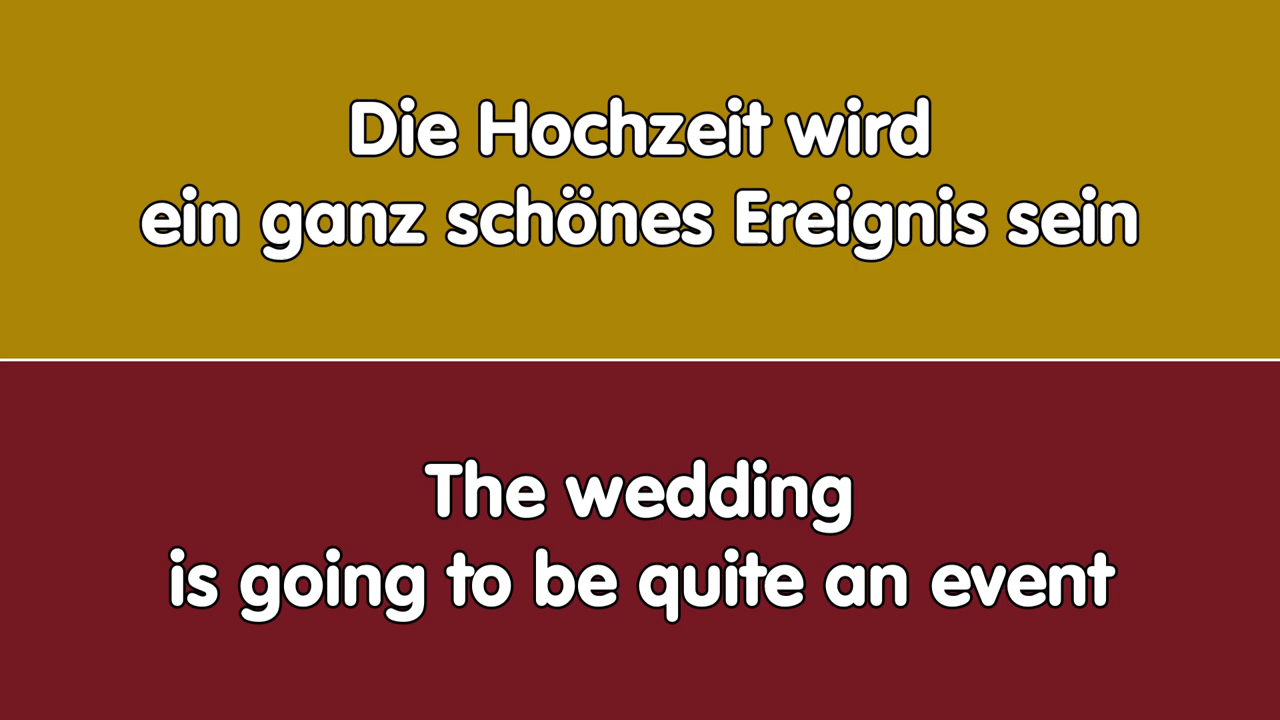 Die Hochzeit wird
ein ganz schönes Ereignis sein
The wedding
is going to be quite an event